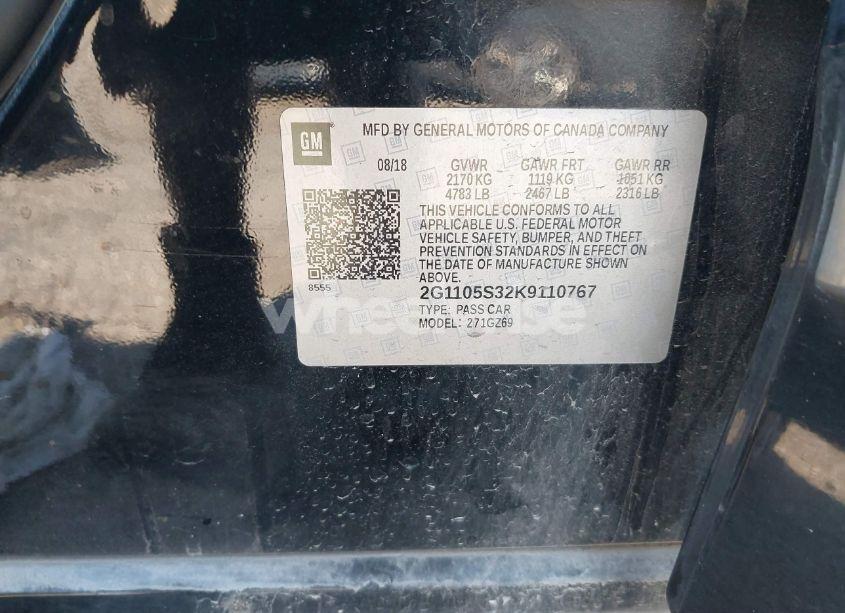 GM
MFD BY GENERAL MOTORS OF CANADA COMPANY
08/18 GVWR GAWR FRT GAWR RR
2170 KG 1119 KG 1051 KG
4783 LB 2467 LB 2316 LB
THIS VEHICLE CONFORMS TO ALL
APPLICABLE U.S. FEDERAL MOTOR
VEHICLE SAFETY, BUMPER, AND THEFT
PREVENTION STANDARDS IN EFFECT ON
THE DATE OF MANUFACTURE SHOWN
ABOVE.
8555
2G1105S32K9110767
TYPE: PASS CAR
MODEL: 271GZ69